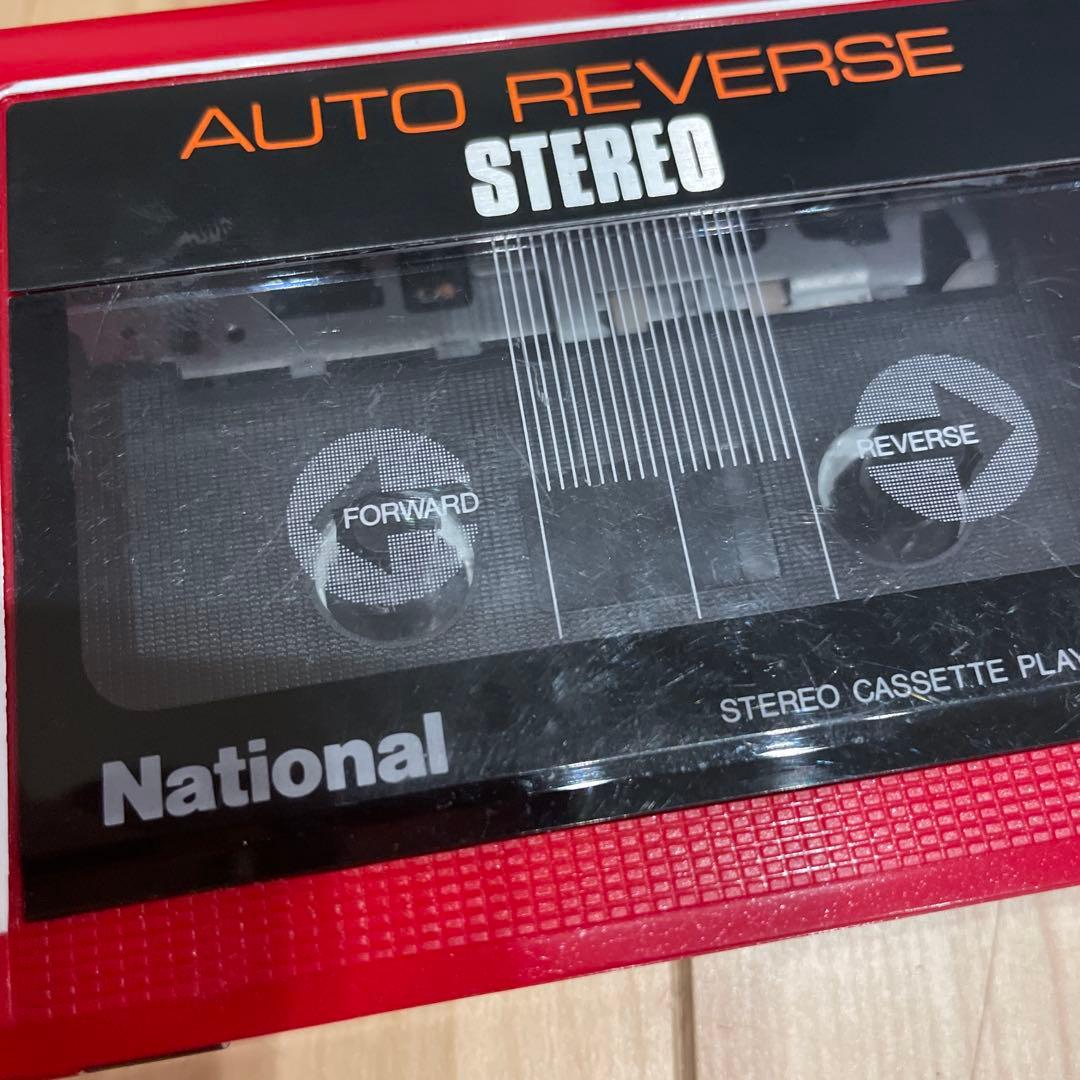 AUTO REVERSE
STEREO
FORWARD
REVERSE
STEREO CASSETTE PLAY
National